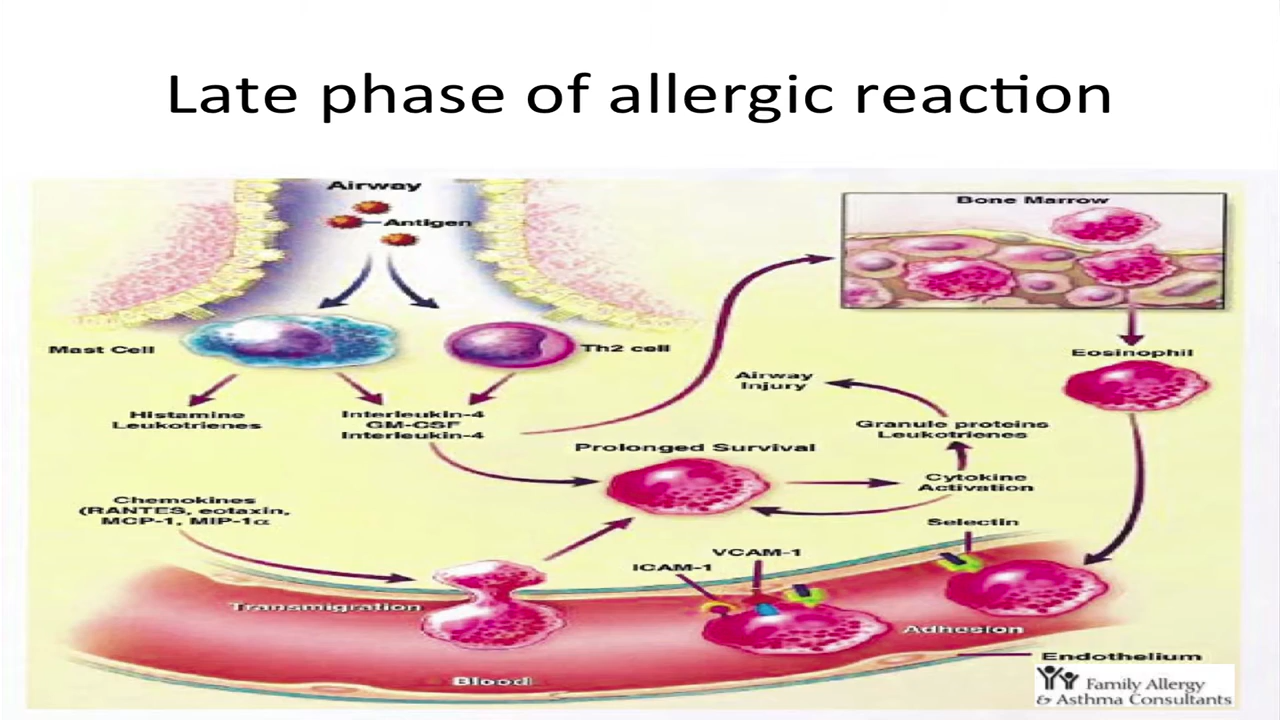 Late phase of allergic reaction
Airway
Antigen
Bone Marrow
Mast Cell
Th2 cell
Eosinophil
Airway
Injury
Histamine
Leukotrienes
Interleukin-4
GM-CSF
Interleukin-4
Granule proteins
Leukotrienes
Prolonged Survival
Cytokine
Activation
Chemokines
(RANTES, eotaxin,
MCP-1, MIP-1α
Selectin
VCAM-1
ICAM-1
Transmigration
Adhesion
Endothelium
Blood
Family Allergy
& Asthma Consultants